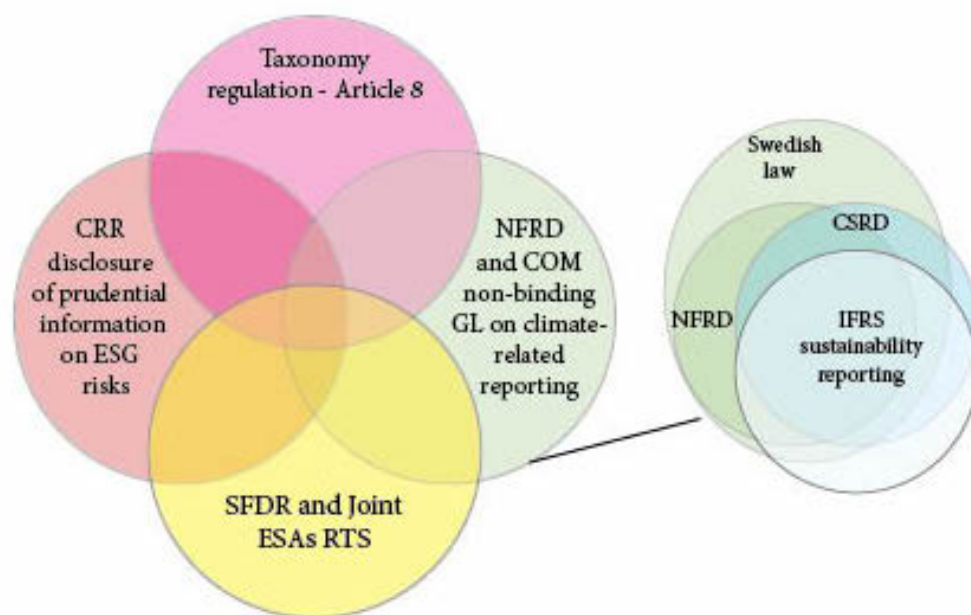 Taxonomy
regulation - Article 8
CRR
disclosure
of prudential
information
on ESG
risks
NFRD
and COM
non-binding
GL on climate-
related
reporting
SFDR and Joint
ESAs RTS
Swedish
law
CSRD
NFRD
IFRS
sustainability
reporting